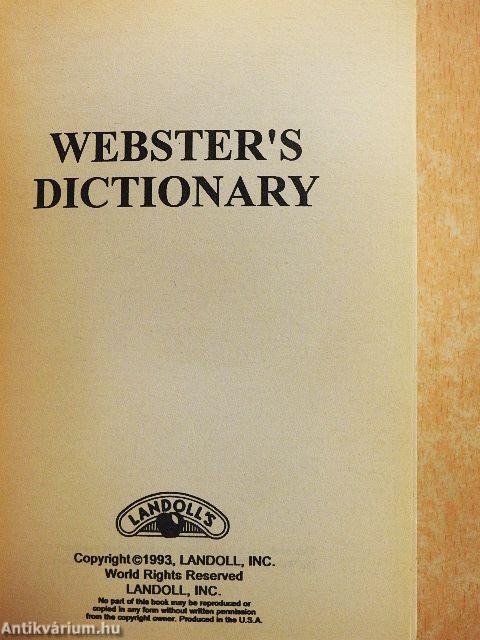 WEBSTER'S
DICTIONARY
LANDOLL'S
Copyright©1993, LANDOLL, INC.
World Rights Reserved
LANDOLL, INC.
No part of this book may be reproduced or
copied in any form without written permission
from the copyright owner. Produced in the U.S.A.
Antikvárium.hu